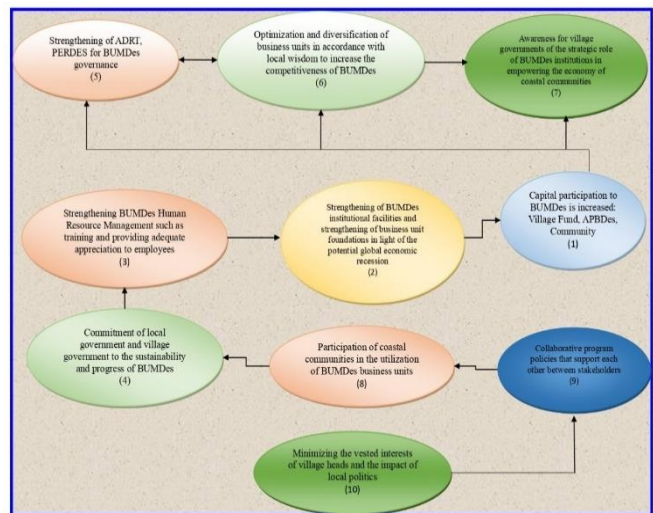 Strengthening of ADRT,
PERDES for BUMDes
governance
(5)
Optimization and diversification of
business units in accordance with
local wisdom to increase the
competitiveness of BUMDes
(6)
Awareness for village
governments of the strategic role
of BUMDes institutions in
empowering the economy of
coastal communities
(7)
Strengthening BUMDes Human
Resource Management such as
training and providing adequate
appreciation to employees
(3)
Strengthening of BUMDes
institutional facilities and
strengthening of business unit
foundations in light of the
potential global economic
recession
(2)
Capital participation to
BUMDes is increased:
Village Fund, APBDes,
Community
(1)
Commitment of local
government and village
government to the sustainability
and progress of BUMDes
(4)
Participation of coastal
communities in the utilization
of BUMDes business units
(8)
Collaborative program
policies that support each
other between stakeholders
(9)
Minimizing the vested interests
of village heads and the impact of
local politics
(10)